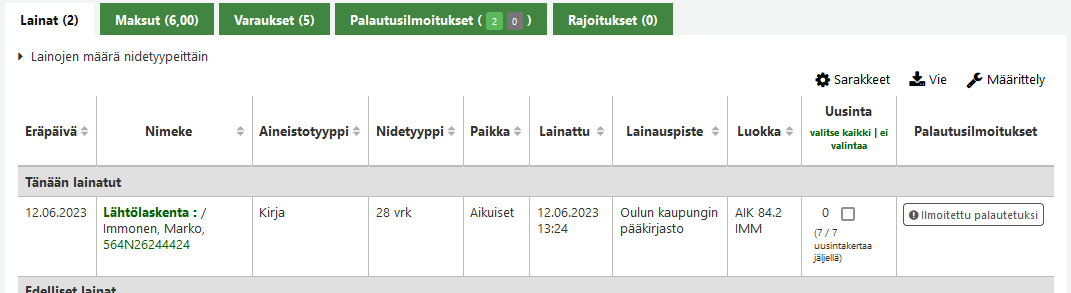 Lainat (2) Maksut (6,00) Varaukset (5) Palautusilmoitukset ( 2 0 ) Rajoitukset (0)
Lainojen määrä nidetyypeittäin
Sarakkeet Vie Määrittely
Eräpäivä Nimeke Aineistotyyppi Nidetyyppi Paikka Lainattu Lainauspiste Luokka Uusinta Palautusilmoitukset
valitse kaikki | ei
valintaa
Tänään lainatut
12.06.2023 Lähtölaskenta : / Kirja 28 vrk Aikuiset 12.06.2023 Oulun kaupungin AIK 84.2 0 Ilmoitettu palautetuksi
Immonen, Marko, 13:24 pääkirjasto IMM (7 / 7
564N26244424 uusintakertaa
jäljellä)
Edelliset lainat